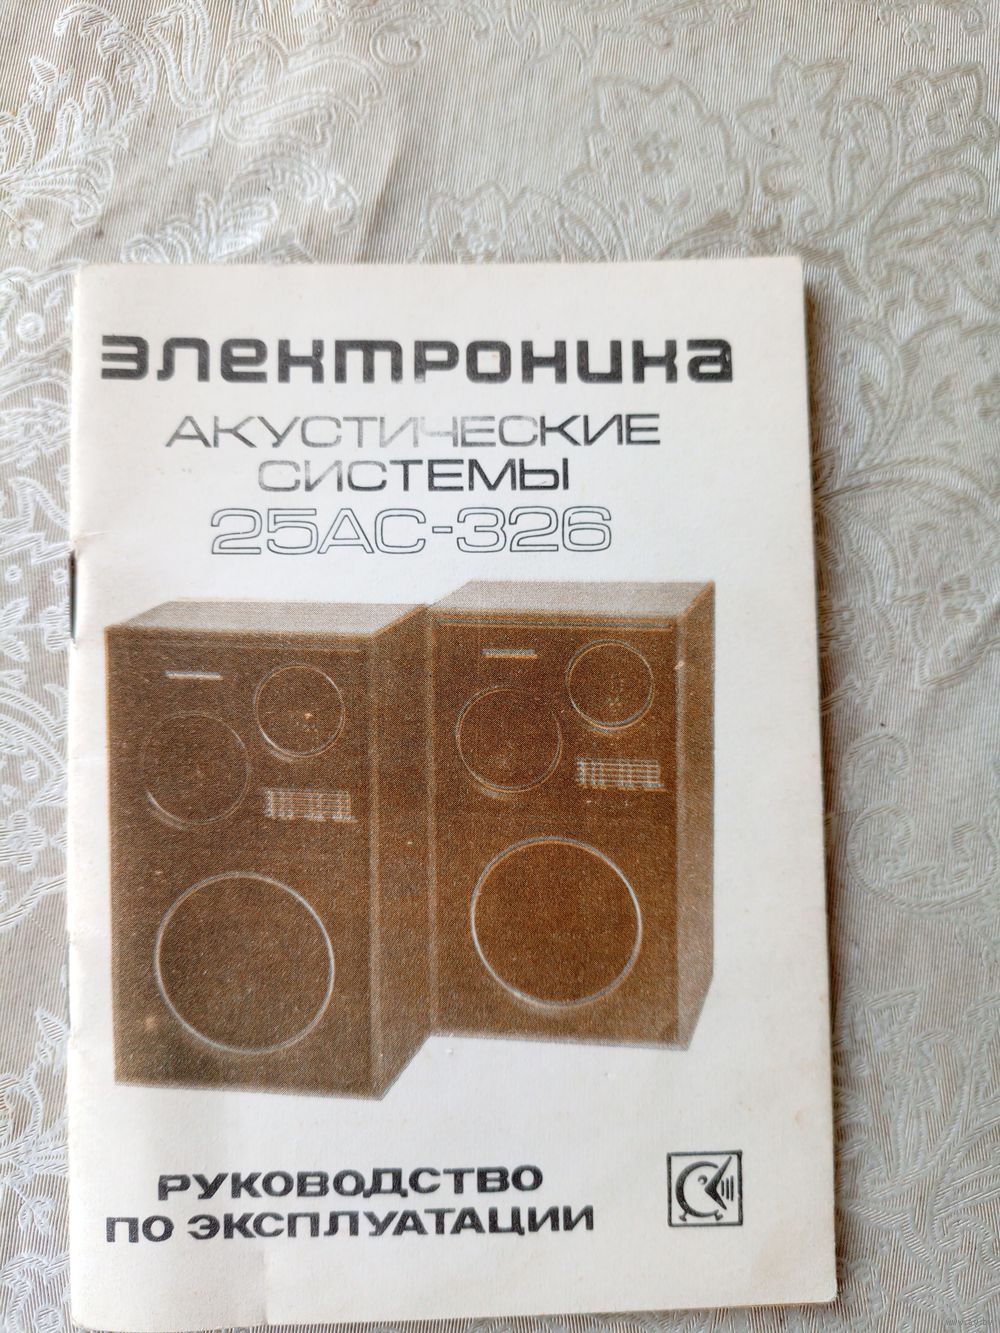 электроника
АКУСТИЧЕСКИЕ
СИСТЕМЫ
25АС-326
РУКОВОДСТВО
ПО ЭКСПЛУАТАЦИИ